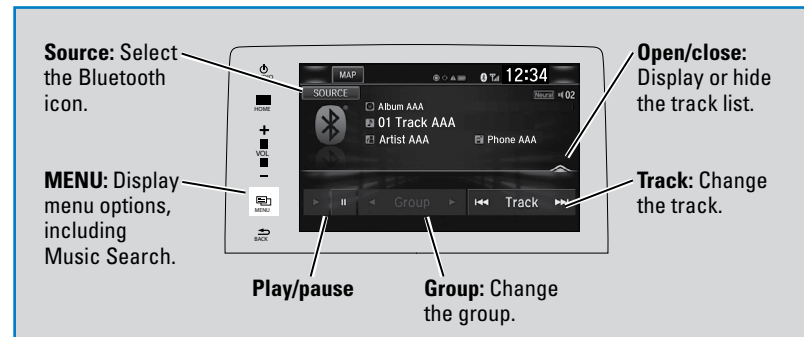 Source: Select
the Bluetooth
icon.
MENU: Display
menu options,
including
Music Search.
HOME
+
VOL
−
MENU
BACK
MAP
12:34
SOURCE
Neural 02
Album AAA
01 Track AAA
Artist AAA
Phone AAA
Group
Track
Play/pause
Group: Change
the group.
Open/close:
Display or hide
the track list.
Track: Change
the track.